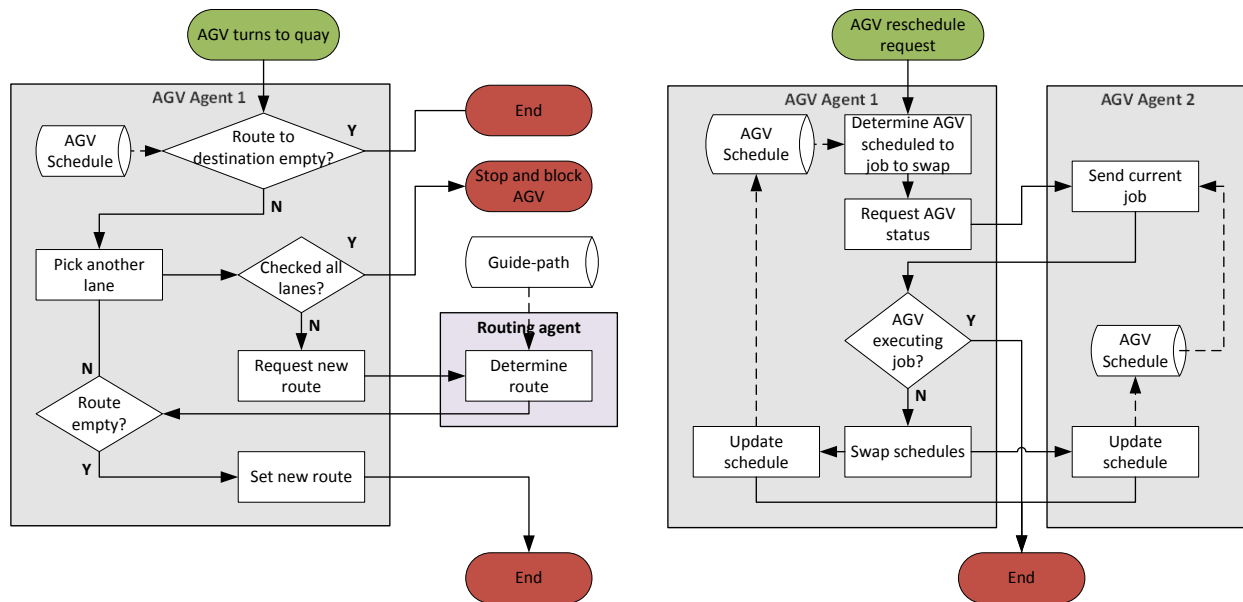 AGV turns to quay
AGV Agent 1
AGV
Schedule
Route to
destination empty?
Y
End
N
Stop and block
AGV
Pick another
lane
Checked all
lanes?
Y
Guide-path
N
Routing agent
Request new
route
Determine
route
N
Route
empty?
Y
Set new route
End
AGV reschedule
request
AGV Agent 1
AGV Agent 2
AGV
Schedule
Determine AGV
scheduled to
job to swap
Send current
job
Request AGV
status
AGV
executing
job?
Y
N
AGV
Schedule
Update
schedule
Swap schedules
Update
schedule
End